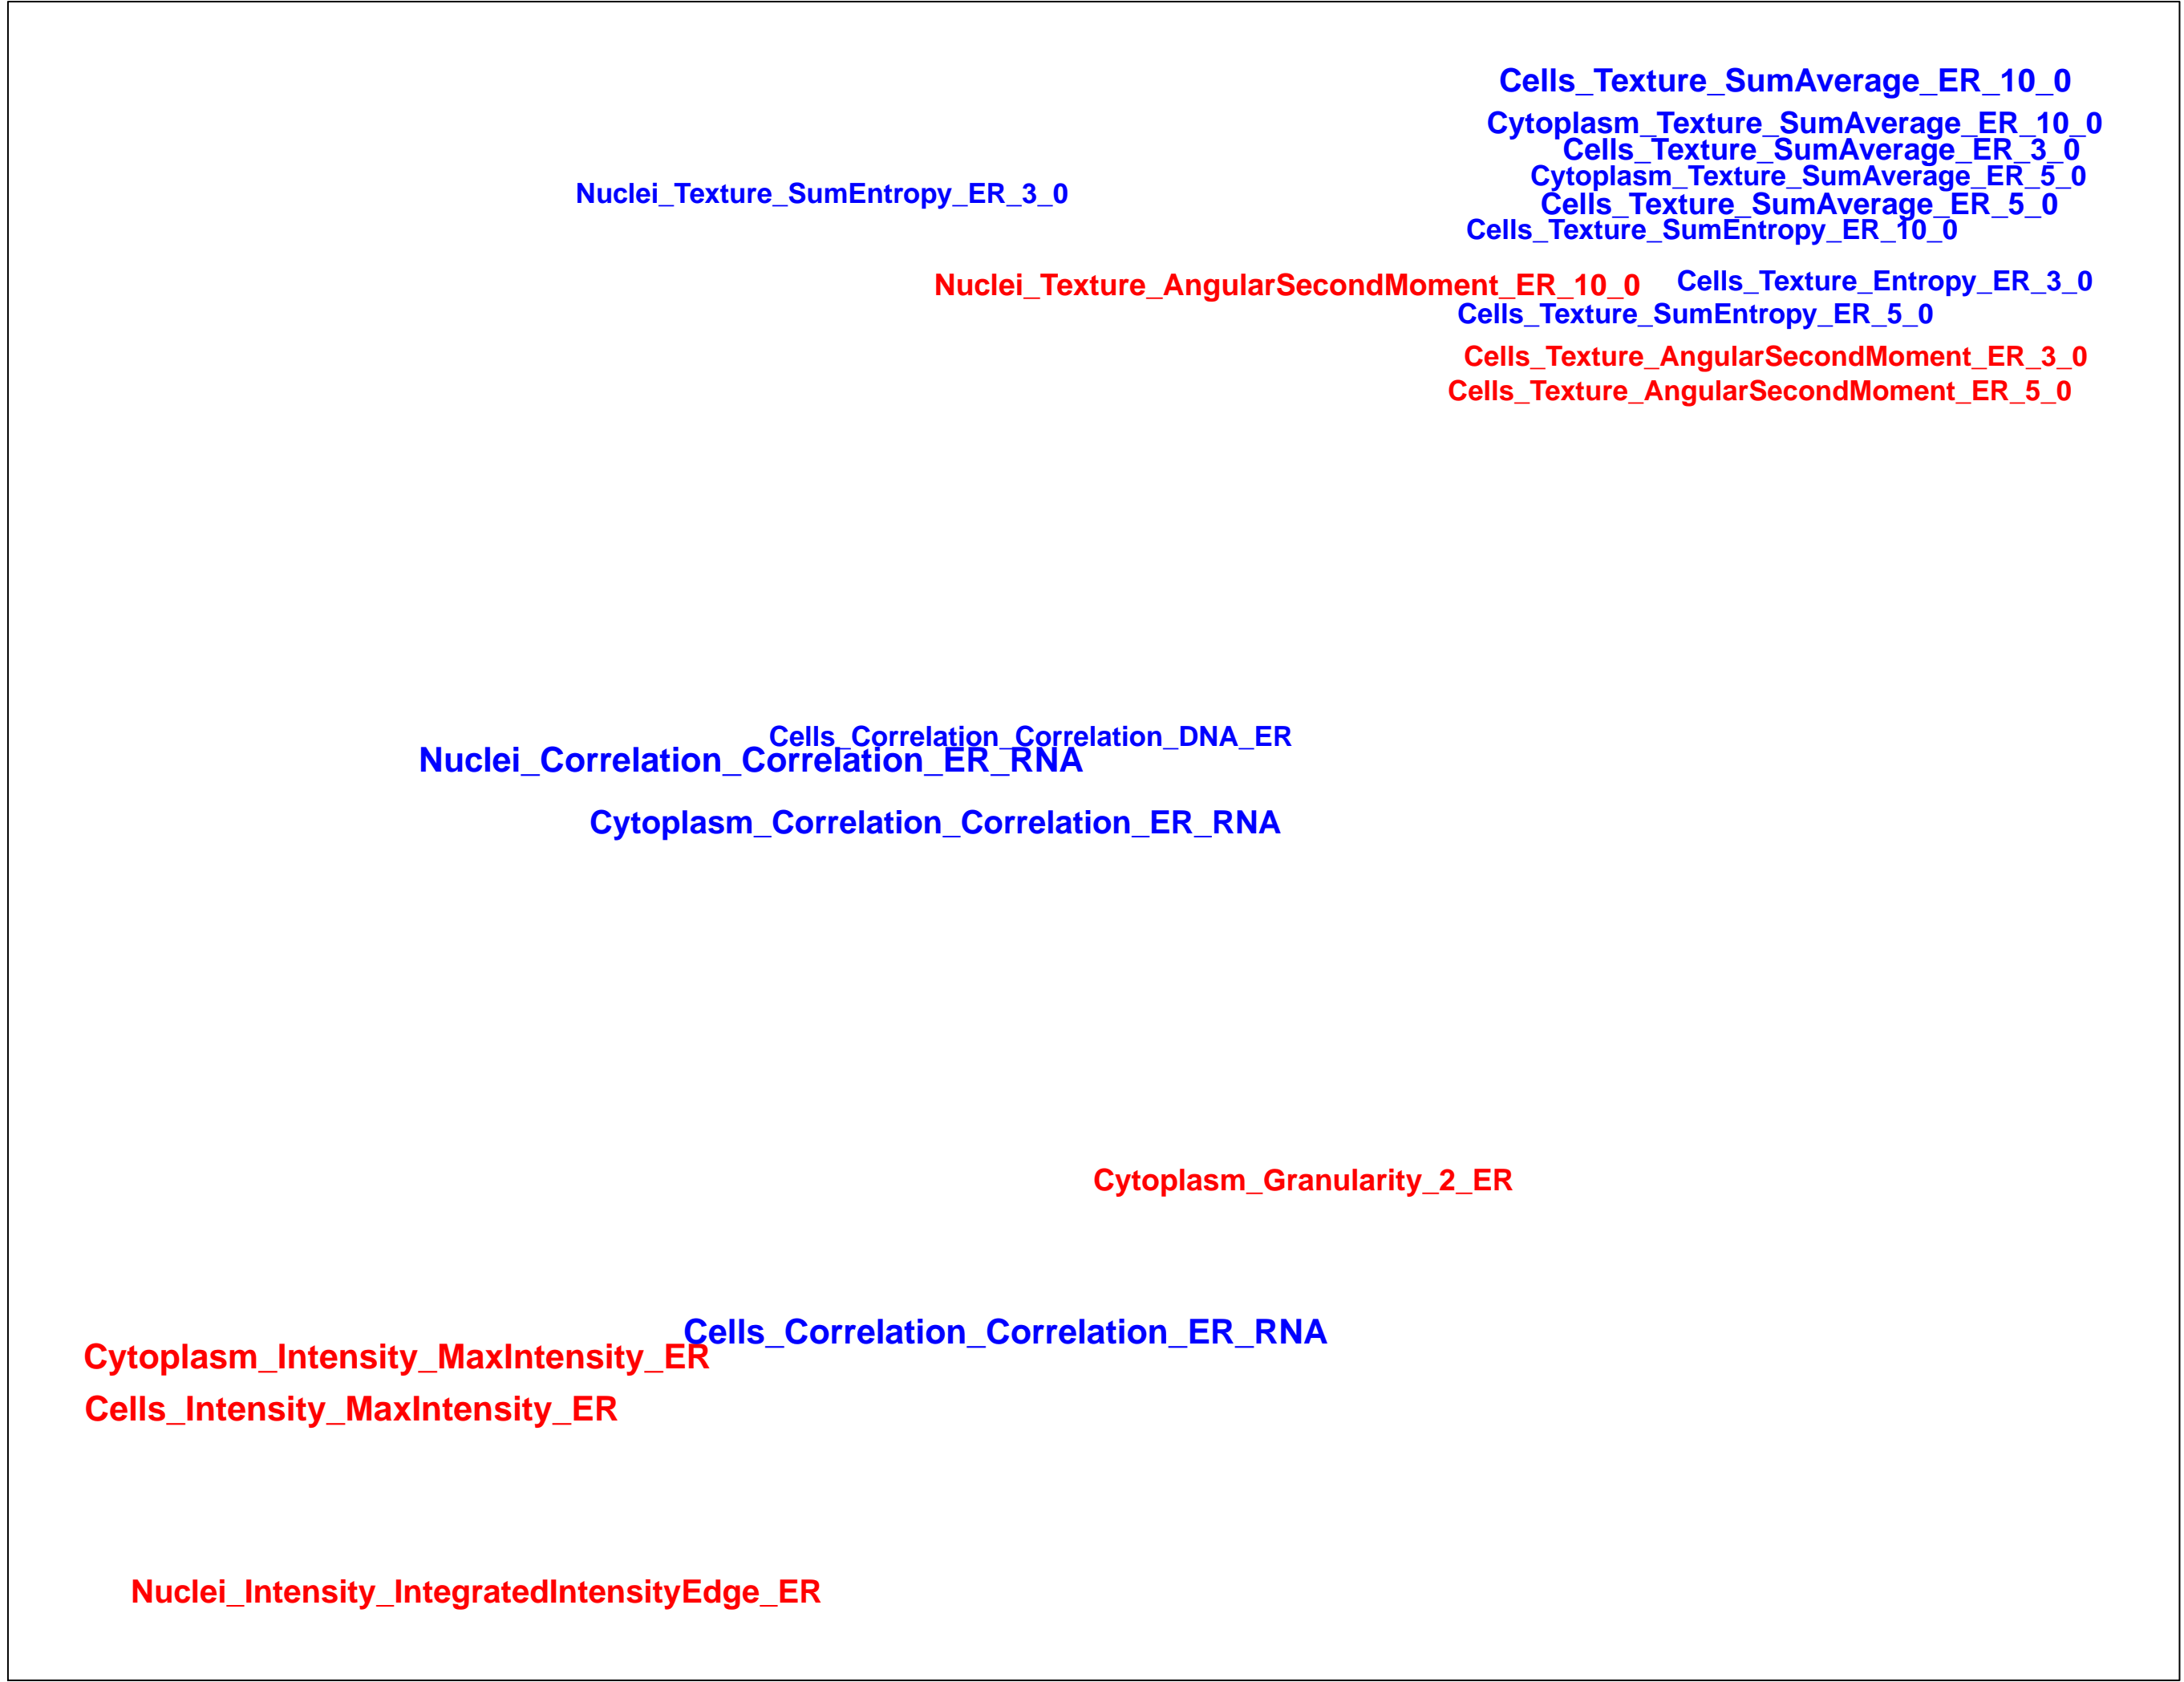 Cells_Texture_SumAverage_ER_10_0
Cytoplasm_Texture_SumAverage_ER_10_0
Cells_Texture_SumAverage_ER_3_0
Cytoplasm_Texture_SumAverage_ER_5_0
Nuclei_Texture_SumEntropy_ER_3_0
Cells_Texture_SumAverage_ER_5_0
Cells_Texture_SumEntropy_ER_10_0
Nuclei_Texture_AngularSecondMoment_ER_10_0
Cells_Texture_Entropy_ER_3_0
Cells_Texture_SumEntropy_ER_5_0
Cells_Texture_AngularSecondMoment_ER_3_0
Cells_Texture_AngularSecondMoment_ER_5_0
Cells_Correlation_Correlation_DNA_ER
Nuclei_Correlation_Correlation_ER_RNA
Cytoplasm_Correlation_Correlation_ER_RNA
Cytoplasm_Granularity_2_ER
Cells_Correlation_Correlation_ER_RNA
Cytoplasm_Intensity_MaxIntensity_ER
Cells_Intensity_MaxIntensity_ER
Nuclei_Intensity_IntegratedIntensityEdge_ER